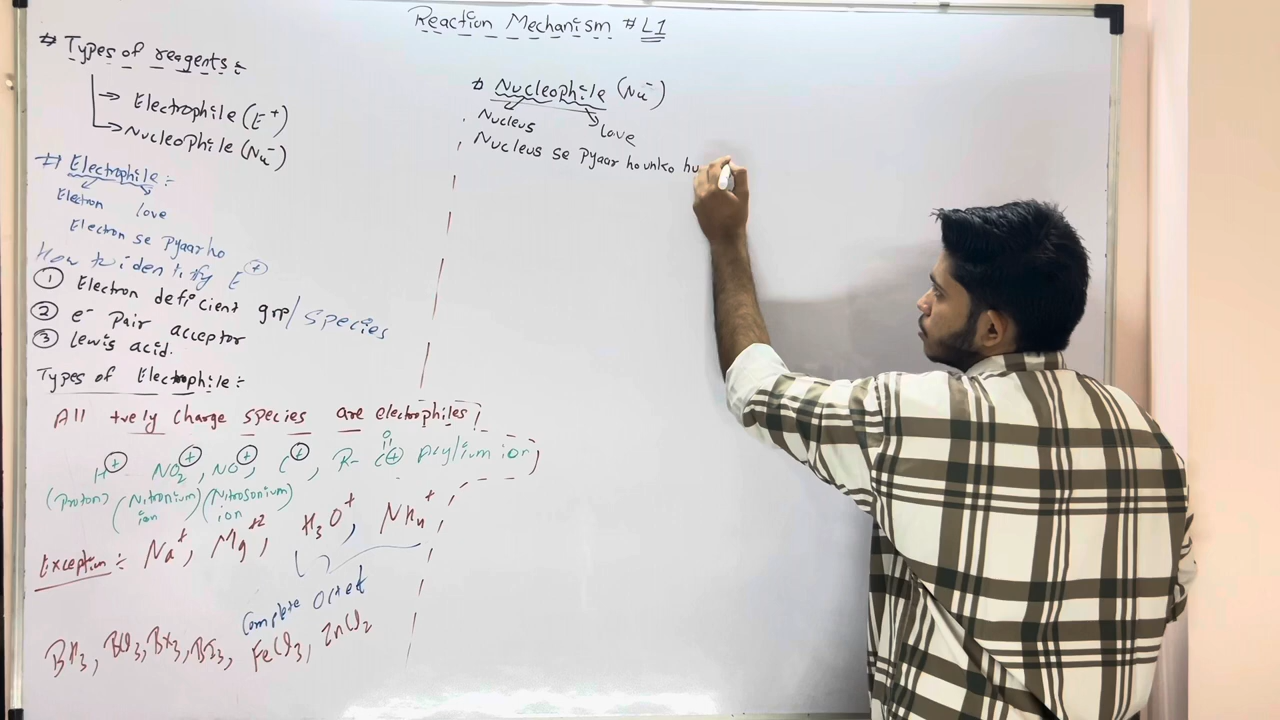 Reaction Mechanism # L1
# Types of reagents :-
→ Electrophile (E⁺)
→ Nucleophile (Nu⁻)
# Electrophile :-
Electron love
Electron se Pyaar ho
How to identify E⁺
① Electron deficient grp / species
② e⁻ pair acceptor
③ lewis acid.
Types of Electrophile :-
All +vely charge species are electrophiles!
H⊕ NO₂⊕, NO⊕, C⊕, R-C⊕ Acylium ion,
O
(Proton) (Nitronium ion) (Nitrosonium ion)
Exception :- Na⁺, Mg⁺², H₃O⁺, NH₄⁺
Complete Octet
BH₃, BCl₃, BX₃, FeCl₃, ZnCl₂
# Nucleophile (Nu⁻)
Nucleus Love
Nucleus se Pyaar ho unko hu